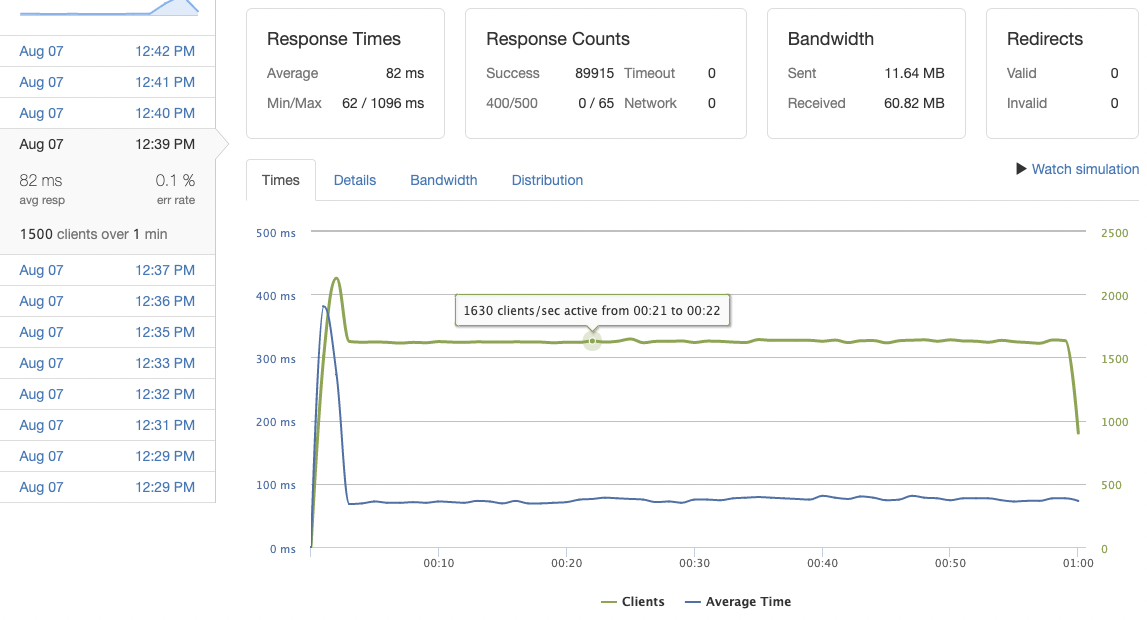 Aug 07 12:42 PM
Aug 07 12:41 PM
Aug 07 12:40 PM
Aug 07 12:39 PM
82 ms 0.1 %
avg resp err rate
1500 clients over 1 min
Aug 07 12:37 PM
Aug 07 12:36 PM
Aug 07 12:35 PM
Aug 07 12:33 PM
Aug 07 12:32 PM
Aug 07 12:31 PM
Aug 07 12:29 PM
Aug 07 12:29 PM
Response Times
Average 82 ms
Min/Max 62 / 1096 ms
Response Counts
Success 89915 Timeout 0
400/500 0 / 65 Network 0
Bandwidth
Sent 11.64 MB
Received 60.82 MB
Redirects
Valid 0
Invalid 0
Times Details Bandwidth Distribution
Watch simulation
500 ms 2500
400 ms 2000
1630 clients/sec active from 00:21 to 00:22
300 ms 1500
200 ms 1000
100 ms 500
0 ms 0
00:10 00:20 00:30 00:40 00:50 01:00
Clients Average Time